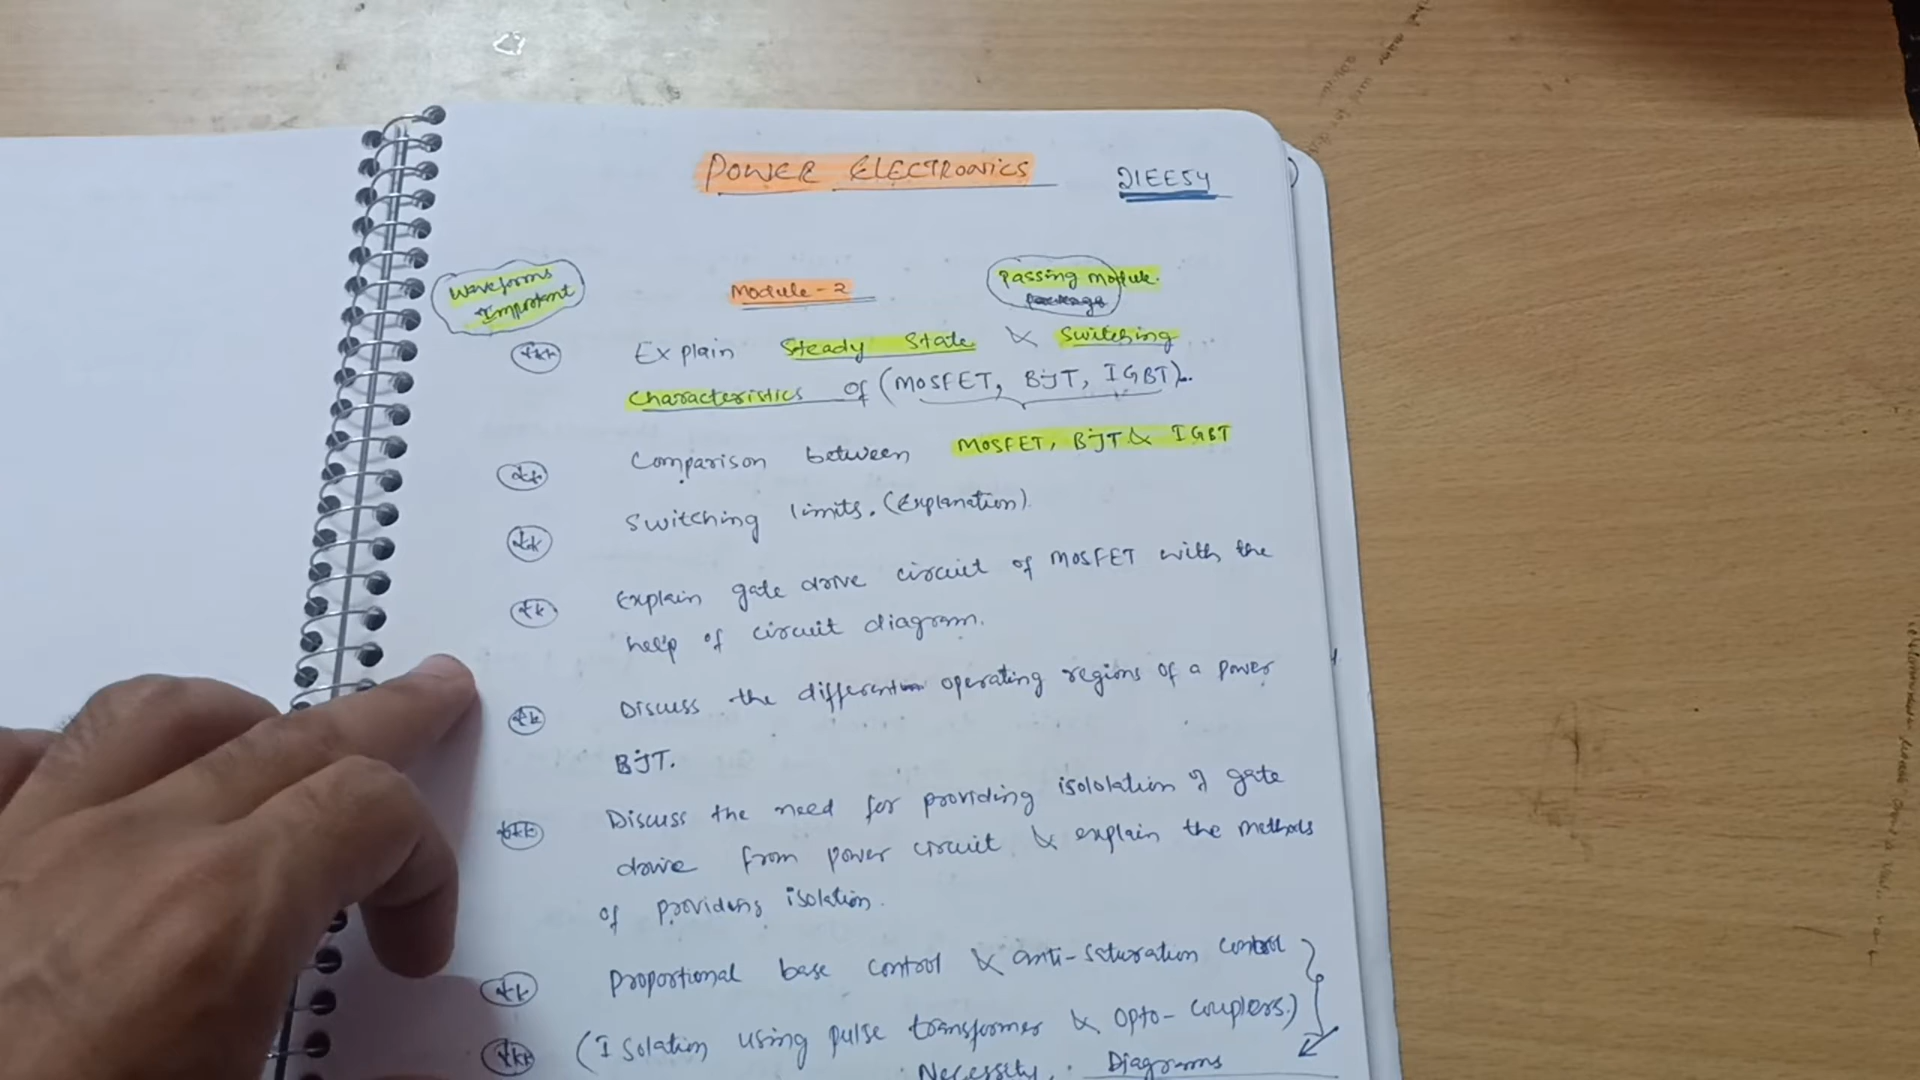 POWER ELECTRONICS
21EE54
Waveforms
Important
Module-2
Passing module.
Explain Steady State & Switching
Characteristics of (MOSFET, BJT, IGBT).
Comparison between MOSFET, BJT & IGBT
Switching limits. (Explanation).
Explain gate drive circuit of MOSFET with the
help of circuit diagram.
Discuss the different operating regions of a power
BJT.
Discuss the need for providing isololation of gate
drive from power circuit & explain the methods
of providing isolation.
Proportional base control & anti-saturation control
(Isolation using pulse transformer & Opto-couplers.)
Necessity. Diagrams